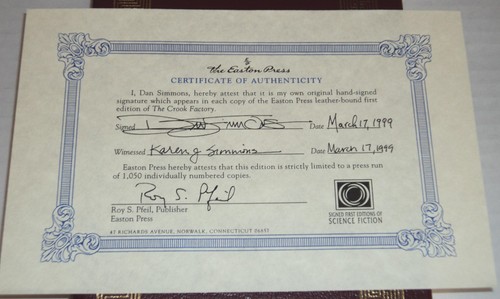 the Easton Press
CERTIFICATE OF AUTHENTICITY
I, Dan Simmons, hereby attest that it is my own original hand-signed
signature which appears in each copy of the Easton Press leather-bound first
edition of The Crook Factory.
Signed Dan Simmons Date March 17, 1999
Witnessed Karen J Simmons Date March 17, 1999
Easton Press hereby attests that this edition is strictly limited to a press run
of 1,050 individually numbered copies.
Roy S. Pfeil
Roy S. Pfeil, Publisher
Easton Press
SIGNED FIRST EDITIONS OF
SCIENCE FICTION
47 RICHARDS AVENUE, NORWALK, CONNECTICUT 06857